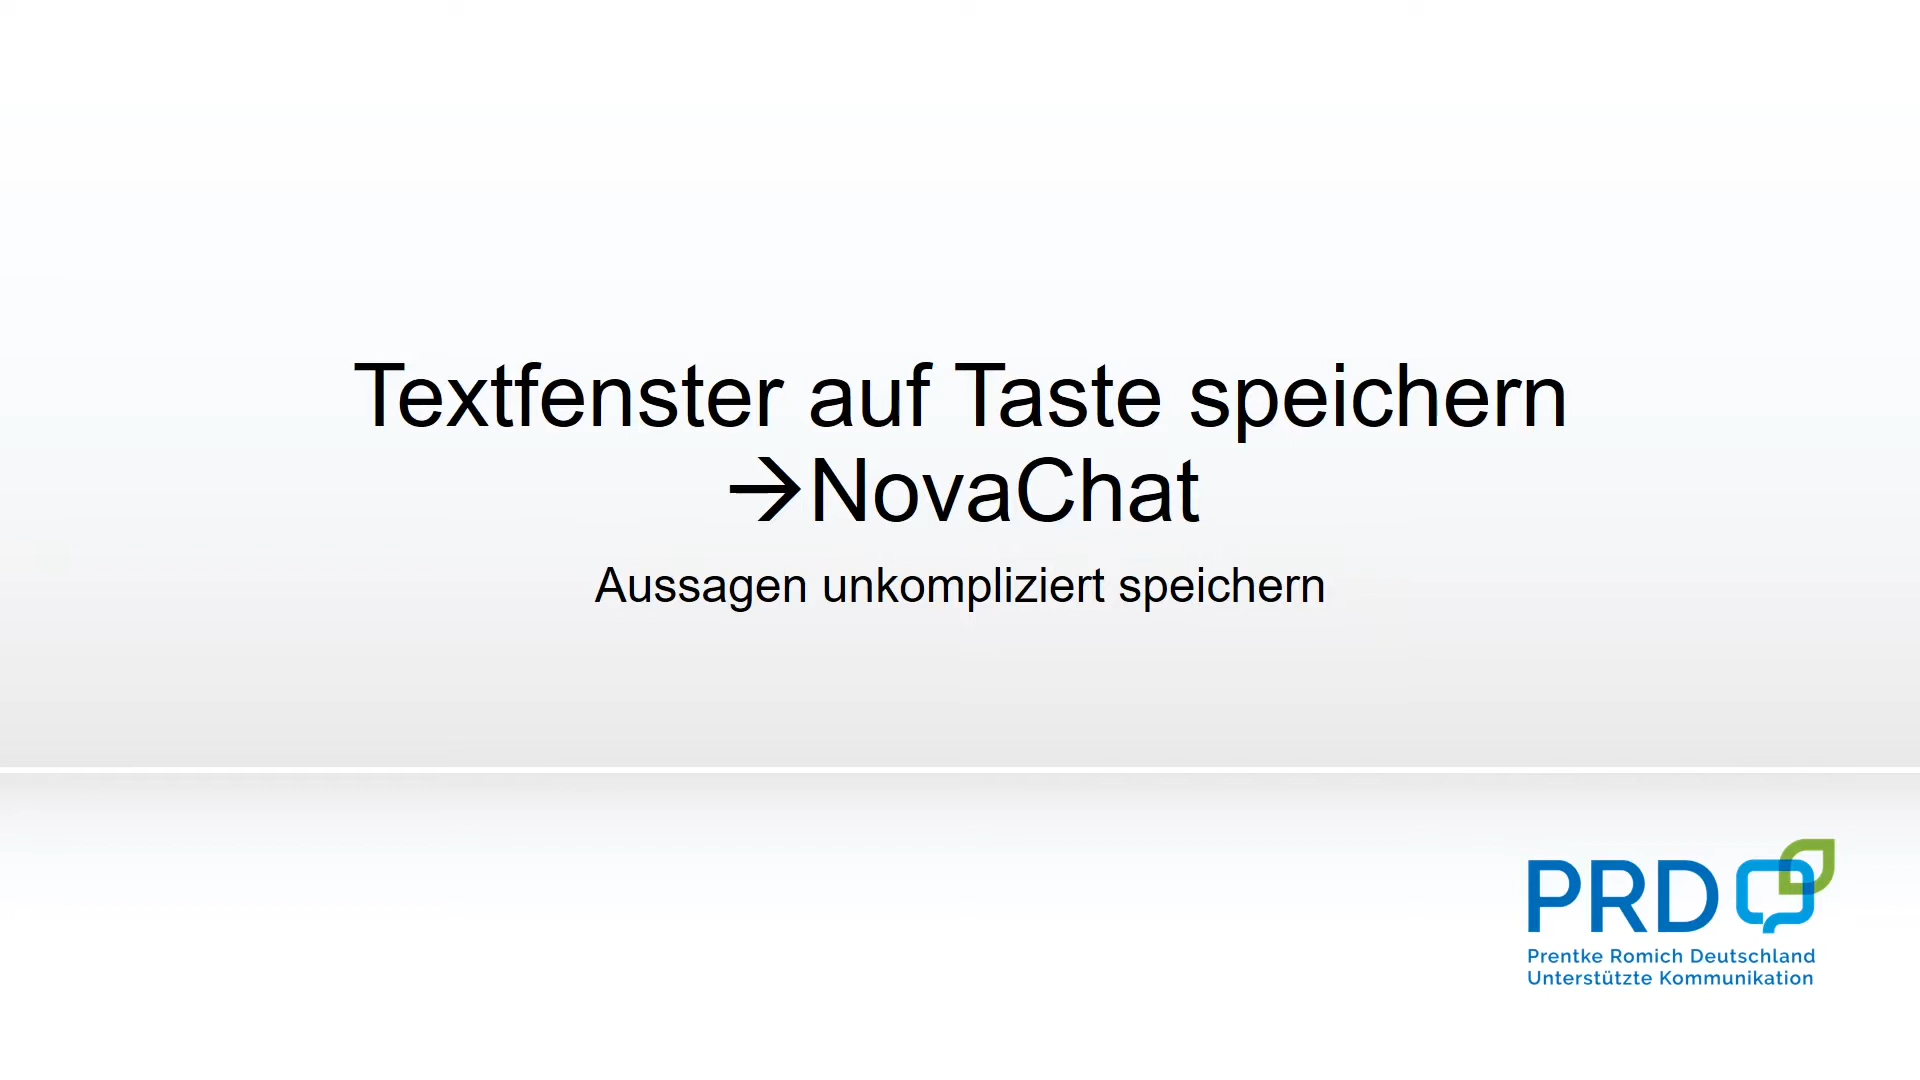 Textfenster auf Taste speichern
→NovaChat
Aussagen unkompliziert speichern
PRD
Prentke Romich Deutschland
Unterstützte Kommunikation